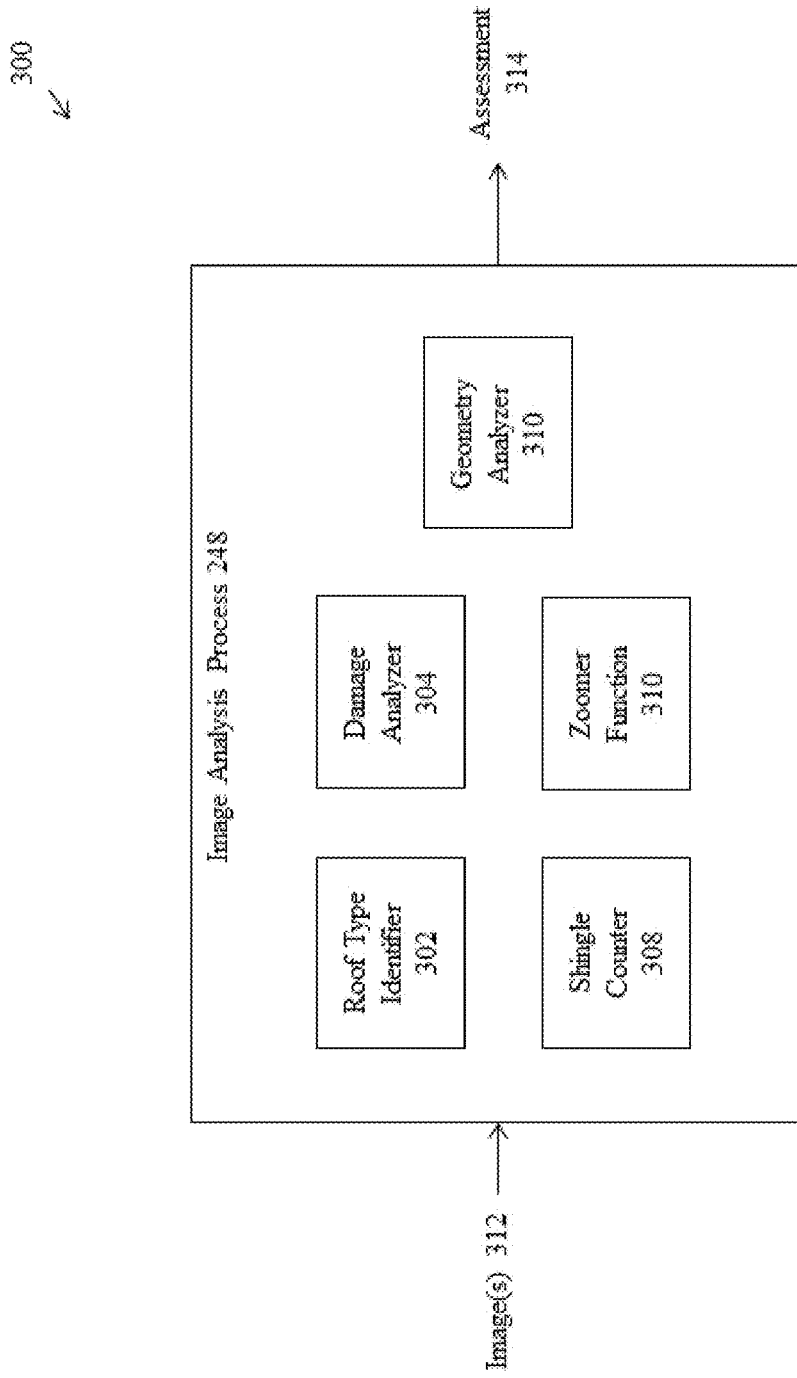 300
Image Analysis Process 248
Roof Type
Identifier
302
Damage
Analyzer
304
Geometry
Analyzer
310
Shingle
Counter
308
Zoomer
Function
310
Image(s) 312
Assessment
314